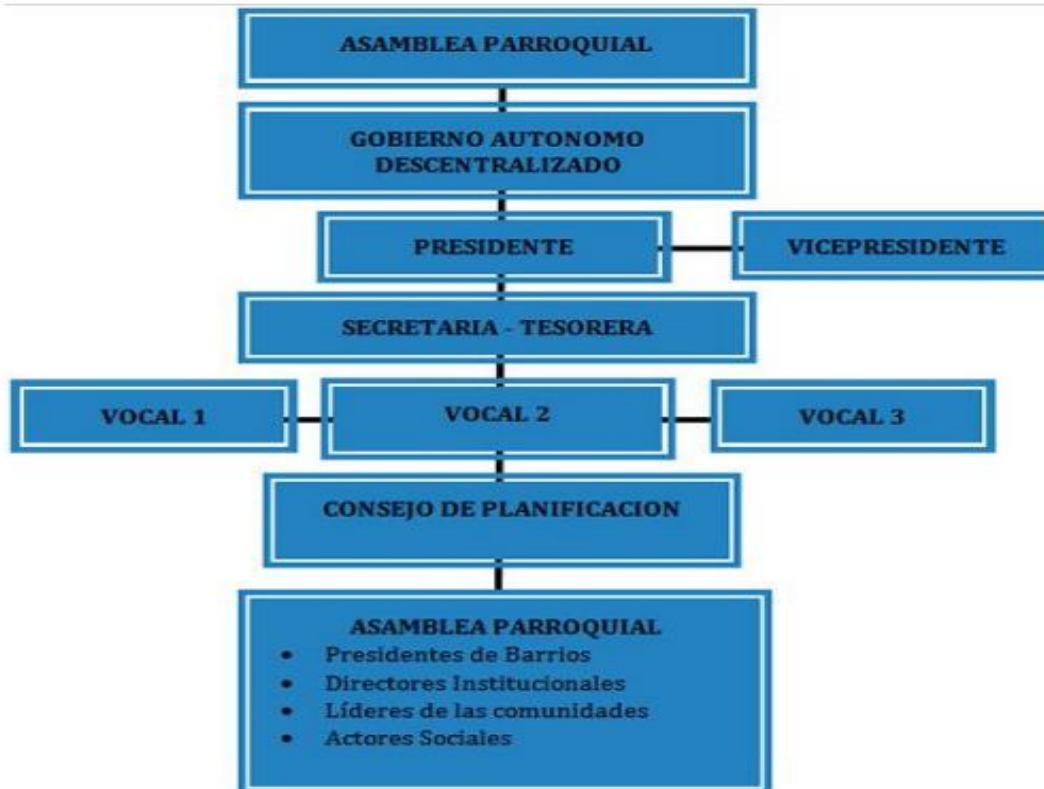 ASAMBLEA PARROQUIAL
GOBIERNO AUTONOMO
DESCENTRALIZADO
PRESIDENTE
VICEPRESIDENTE
SECRETARIA - TESORERA
VOCAL 1
VOCAL 2
VOCAL 3
CONSEJO DE PLANIFICACION
ASAMBLEA PARROQUIAL
• Presidentes de Barrios
• Directores Institucionales
• Líderes de las comunidades
• Actores Sociales